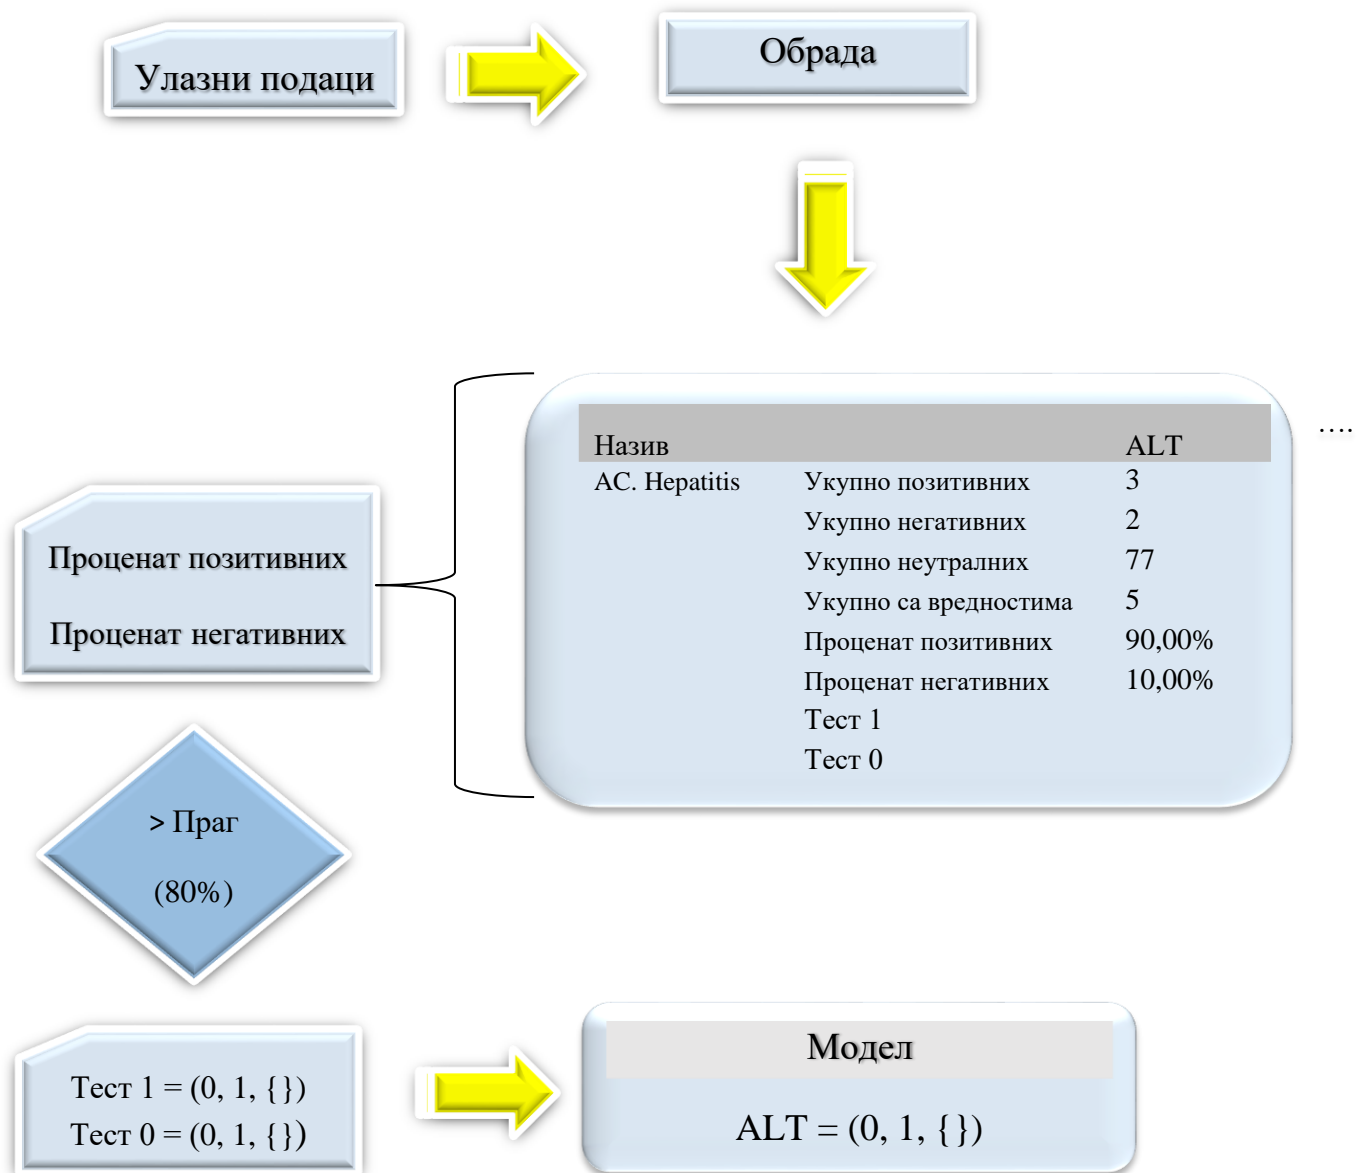 Улазни подаци
Обрада
Назив ALT
….
AC. Hepatitis Укупно позитивних 3
Укупно негативних 2
Укупно неутралних 77
Укупно са вредностима 5
Проценат позитивних 90,00%
Проценат негативних 10,00%
Тест 1
Тест 0
Проценат позитивних
Проценат негативних
> Праг
(80%)
Тест 1 = (0, 1, {})
Тест 0 = (0, 1, {})
Модел
ALT = (0, 1, { })